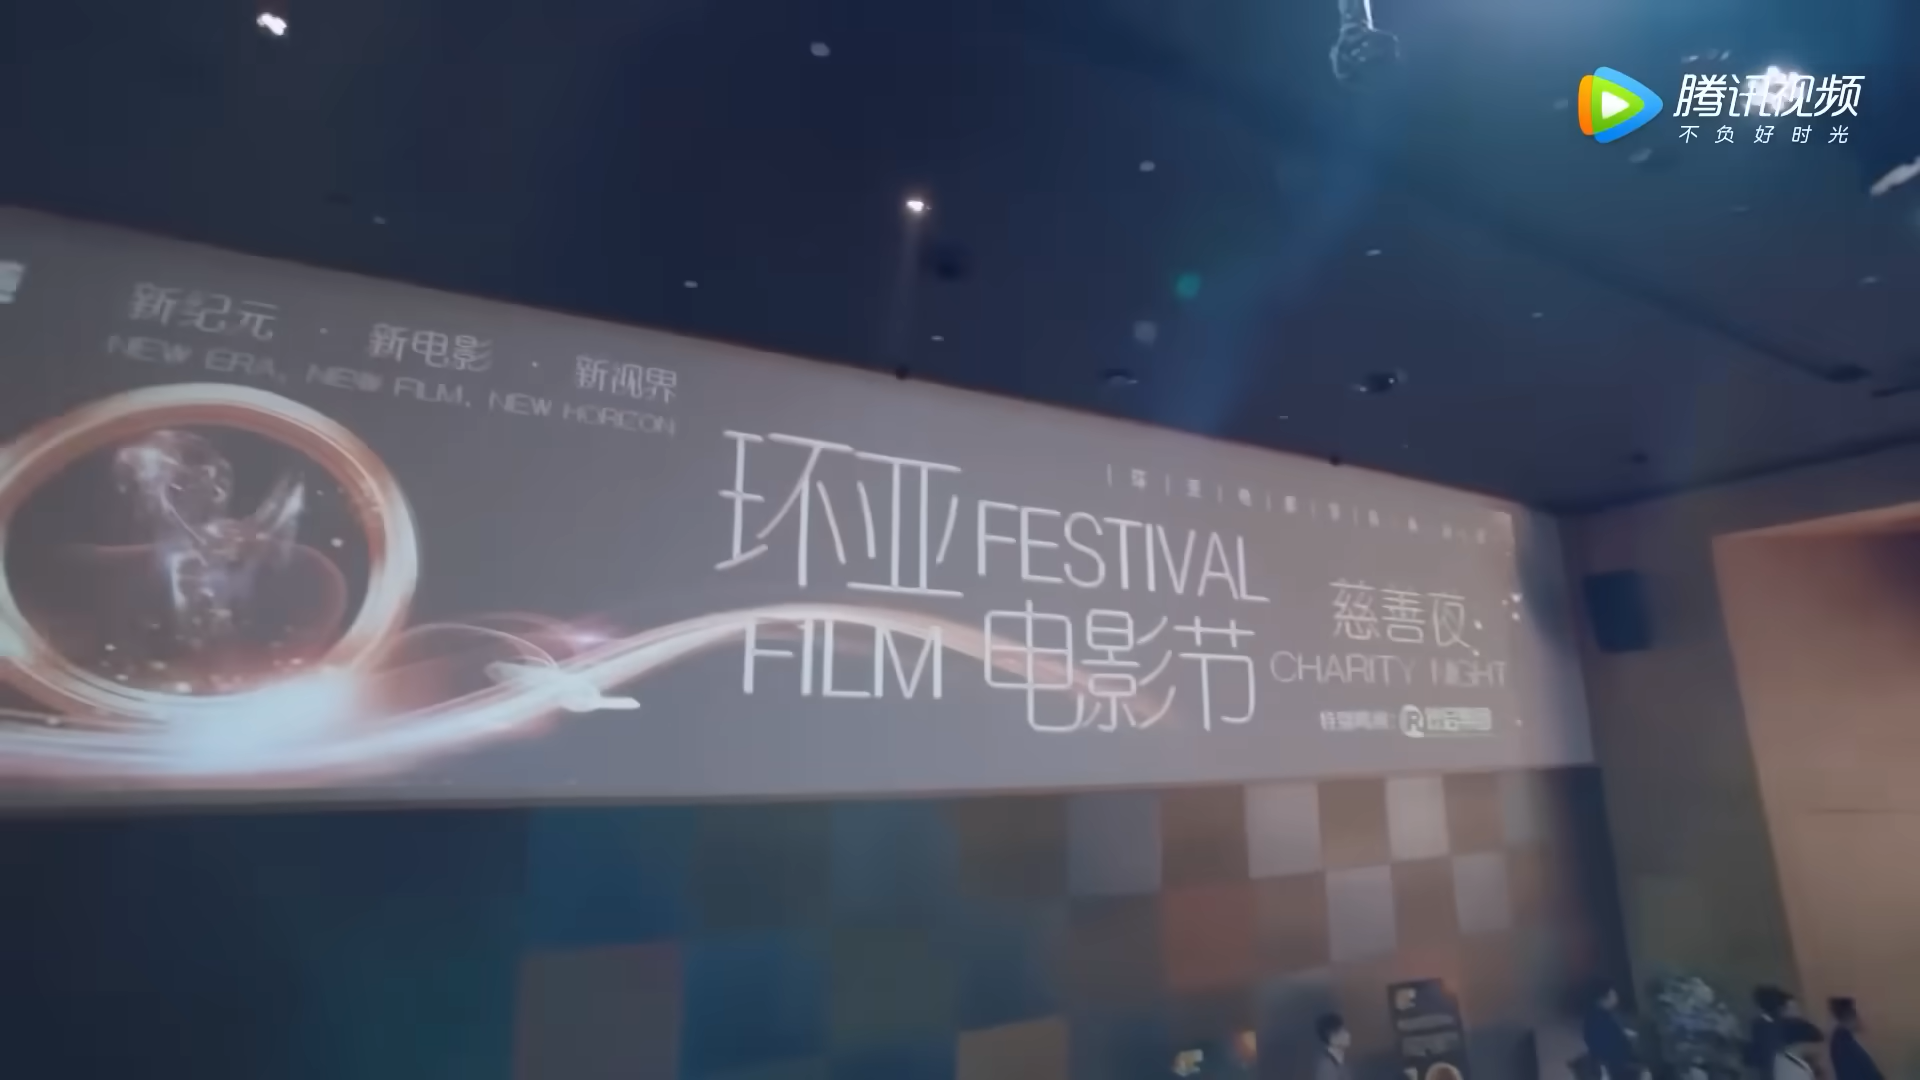 腾讯视频
不负好时光
新纪元 · 新电影 · 新视界
NEW ERA, NEW FILM, NEW HORIZON
环亚 FESTIVAL
FILM 电影节
慈善夜
CHARITY NIGHT